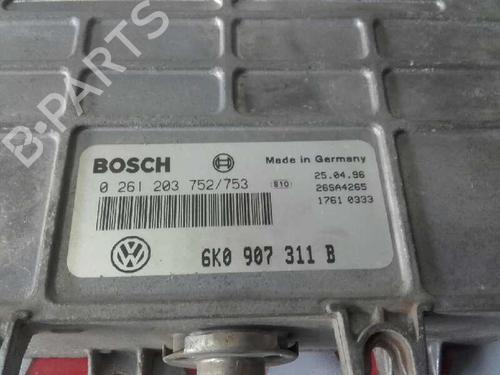 B-PARTS
BOSCH
Made in Germany
0 261 203 752/753
S10
25.04.96
26SA4265
1761 0333
6K0 907 311 B